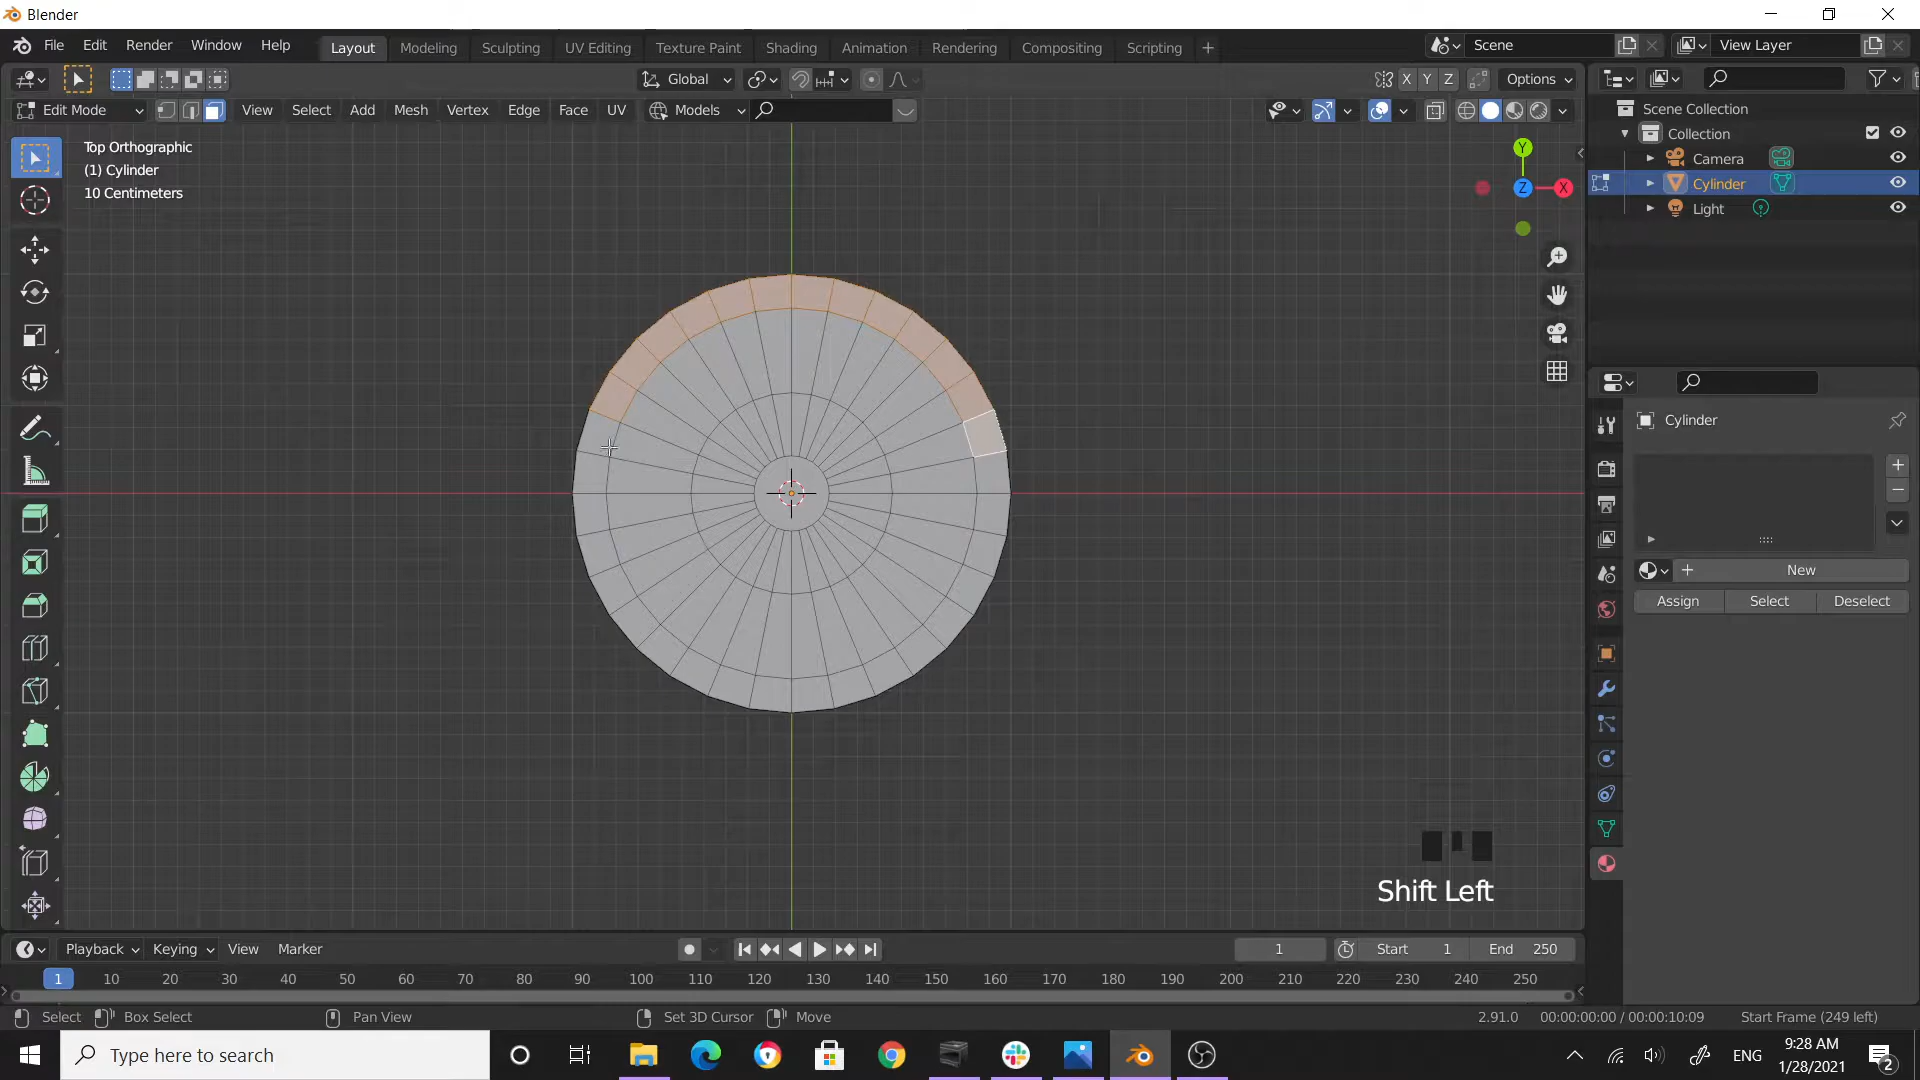 Blender
File Edit Render Window Help Layout Modeling Sculpting UV Editing Texture Paint Shading Animation Rendering Compositing Scripting + Scene View Layer
Global X Y Z Options
Edit Mode View Select Add Mesh Vertex Edge Face UV Models
Top Orthographic
(1) Cylinder
10 Centimeters
Y
Z
X
Scene Collection
Collection
Camera
Cylinder
Light
Cylinder
+ New
Assign Select Deselect
Shift Left
Playback Keying View Marker 1 Start 1 End 250
1 10 20 30 40 50 60 70 80 90 100 110 120 130 140 150 160 170 180 190 200 210 220 230 240 250
Select Box Select Pan View Set 3D Cursor Move 2.91.0 00:00:00:00 / 00:00:10:09 Start Frame (249 left)
Type here to search ENG 9:28 AM
1/28/2021 2